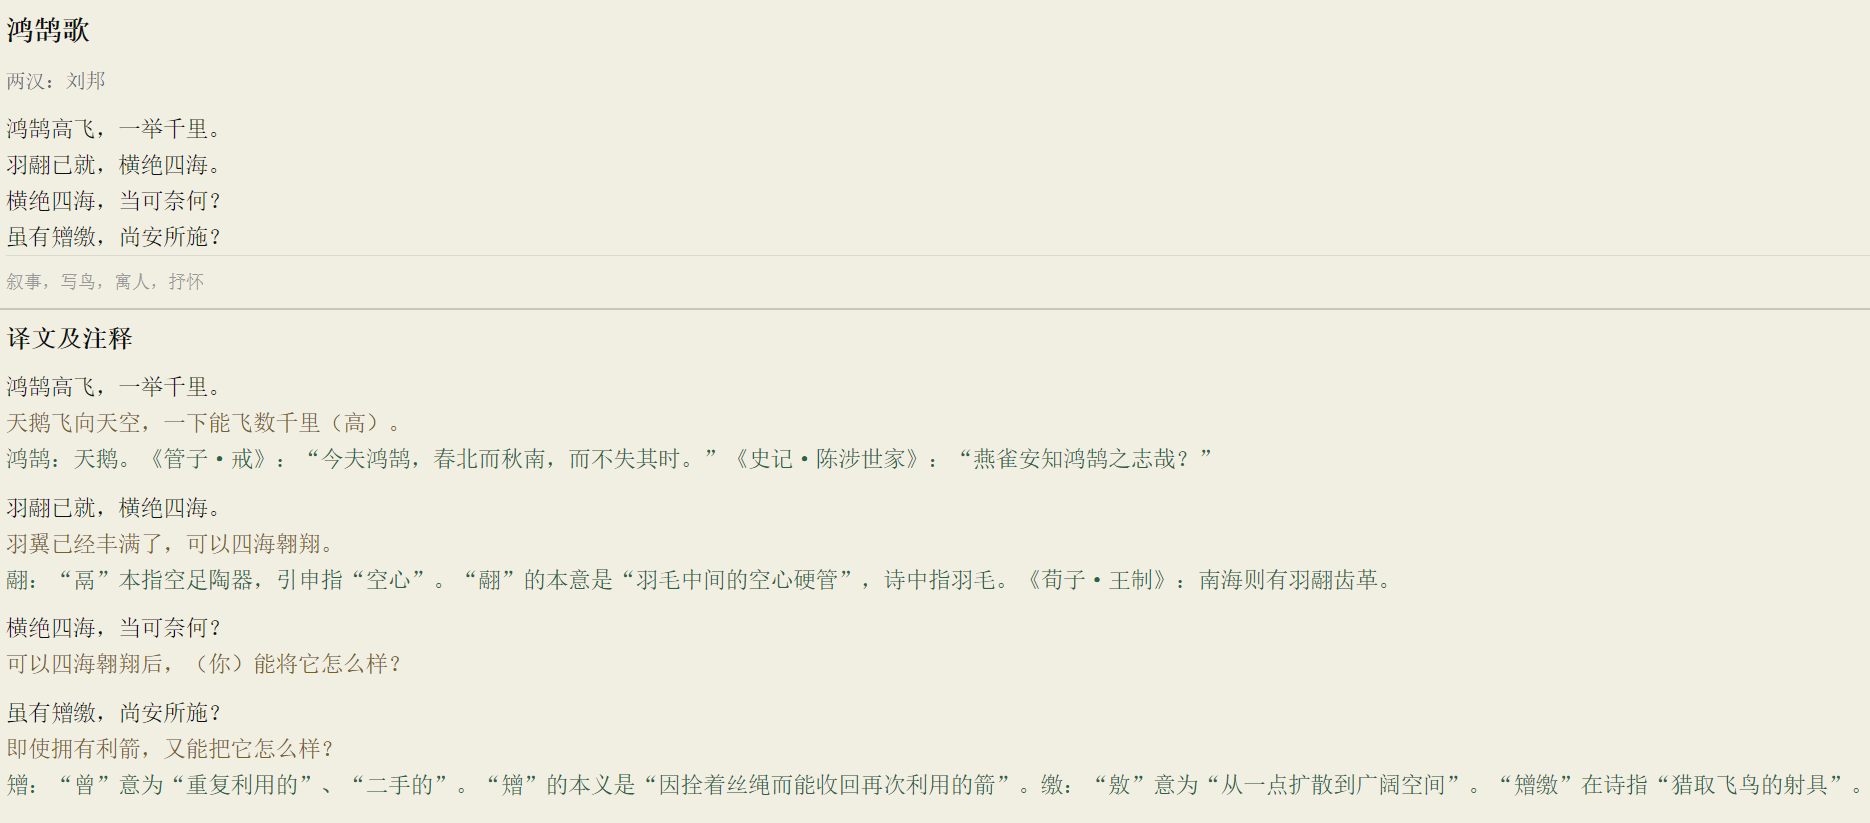 鸿鹄歌
两汉：刘邦
鸿鹄高飞，一举千里。
羽翮已就，横绝四海。
横绝四海，当可奈何？
虽有矰缴，尚安所施？
叙事，写鸟，寓人，抒怀
译文及注释
鸿鹄高飞，一举千里。
天鹅飞向天空，一下能飞数千里（高）。
鸿鹄：天鹅。《管子·戒》：“今夫鸿鹄，春北而秋南，而不失其时。”《史记·陈涉世家》：“燕雀安知鸿鹄之志哉？”
羽翮已就，横绝四海。
羽翼已经丰满了，可以四海翱翔。
翮：“鬲”本指空足陶器，引申指“空心”。“翮”的本意是“羽毛中间的空心硬管”，诗中指羽毛。《荀子·王制》：南海则有羽翮齿革。
横绝四海，当可奈何？
可以四海翱翔后，（你）能将它怎么样？
虽有矰缴，尚安所施？
即使拥有利箭，又能把它怎么样？
矰：“曾”意为“重复利用的”、“二手的”。“矰”的本义是“因拴着丝绳而能收回再次利用的箭”。缴：“敫”意为“从一点扩散到广阔空间”。“矰缴”在诗指“猎取飞鸟的射具”。